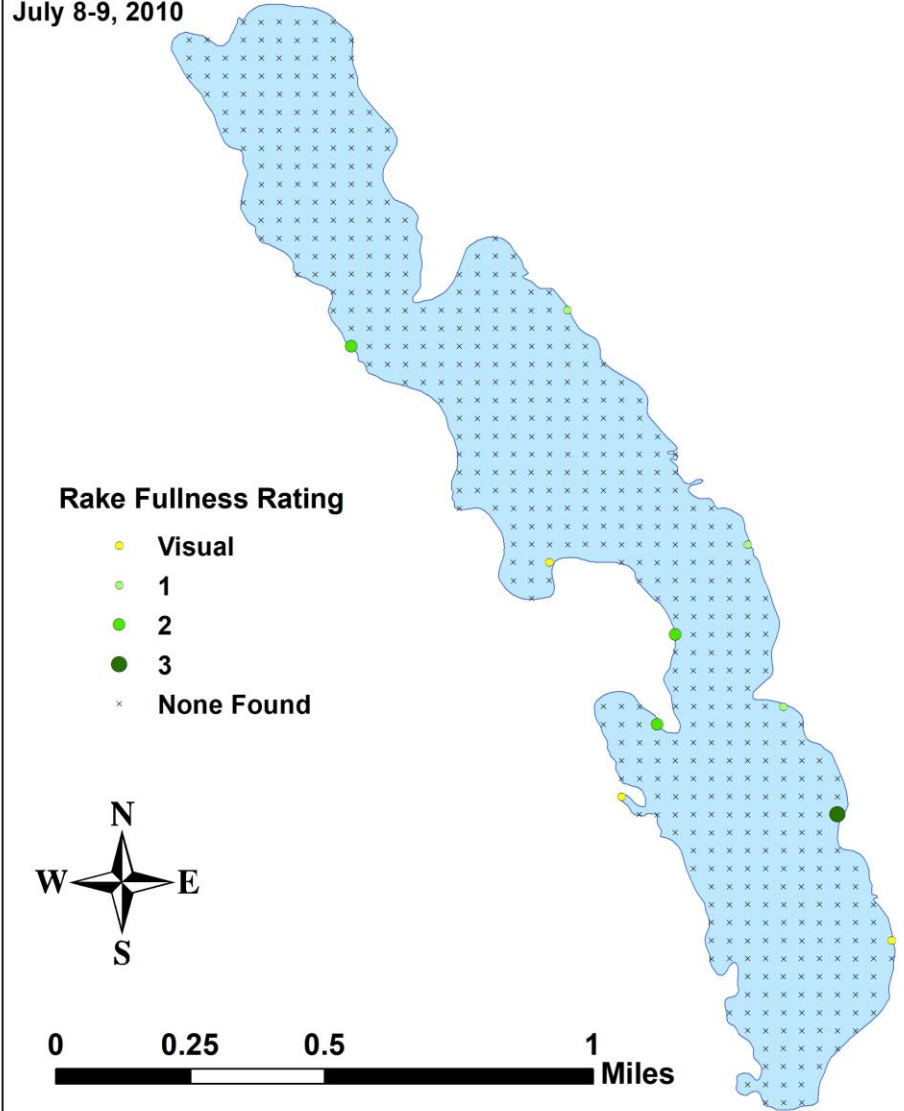 July 8-9, 2010
Rake Fullness Rating
Visual
1
2
3
None Found
N
W E
S
0 0.25 0.5 1
Miles